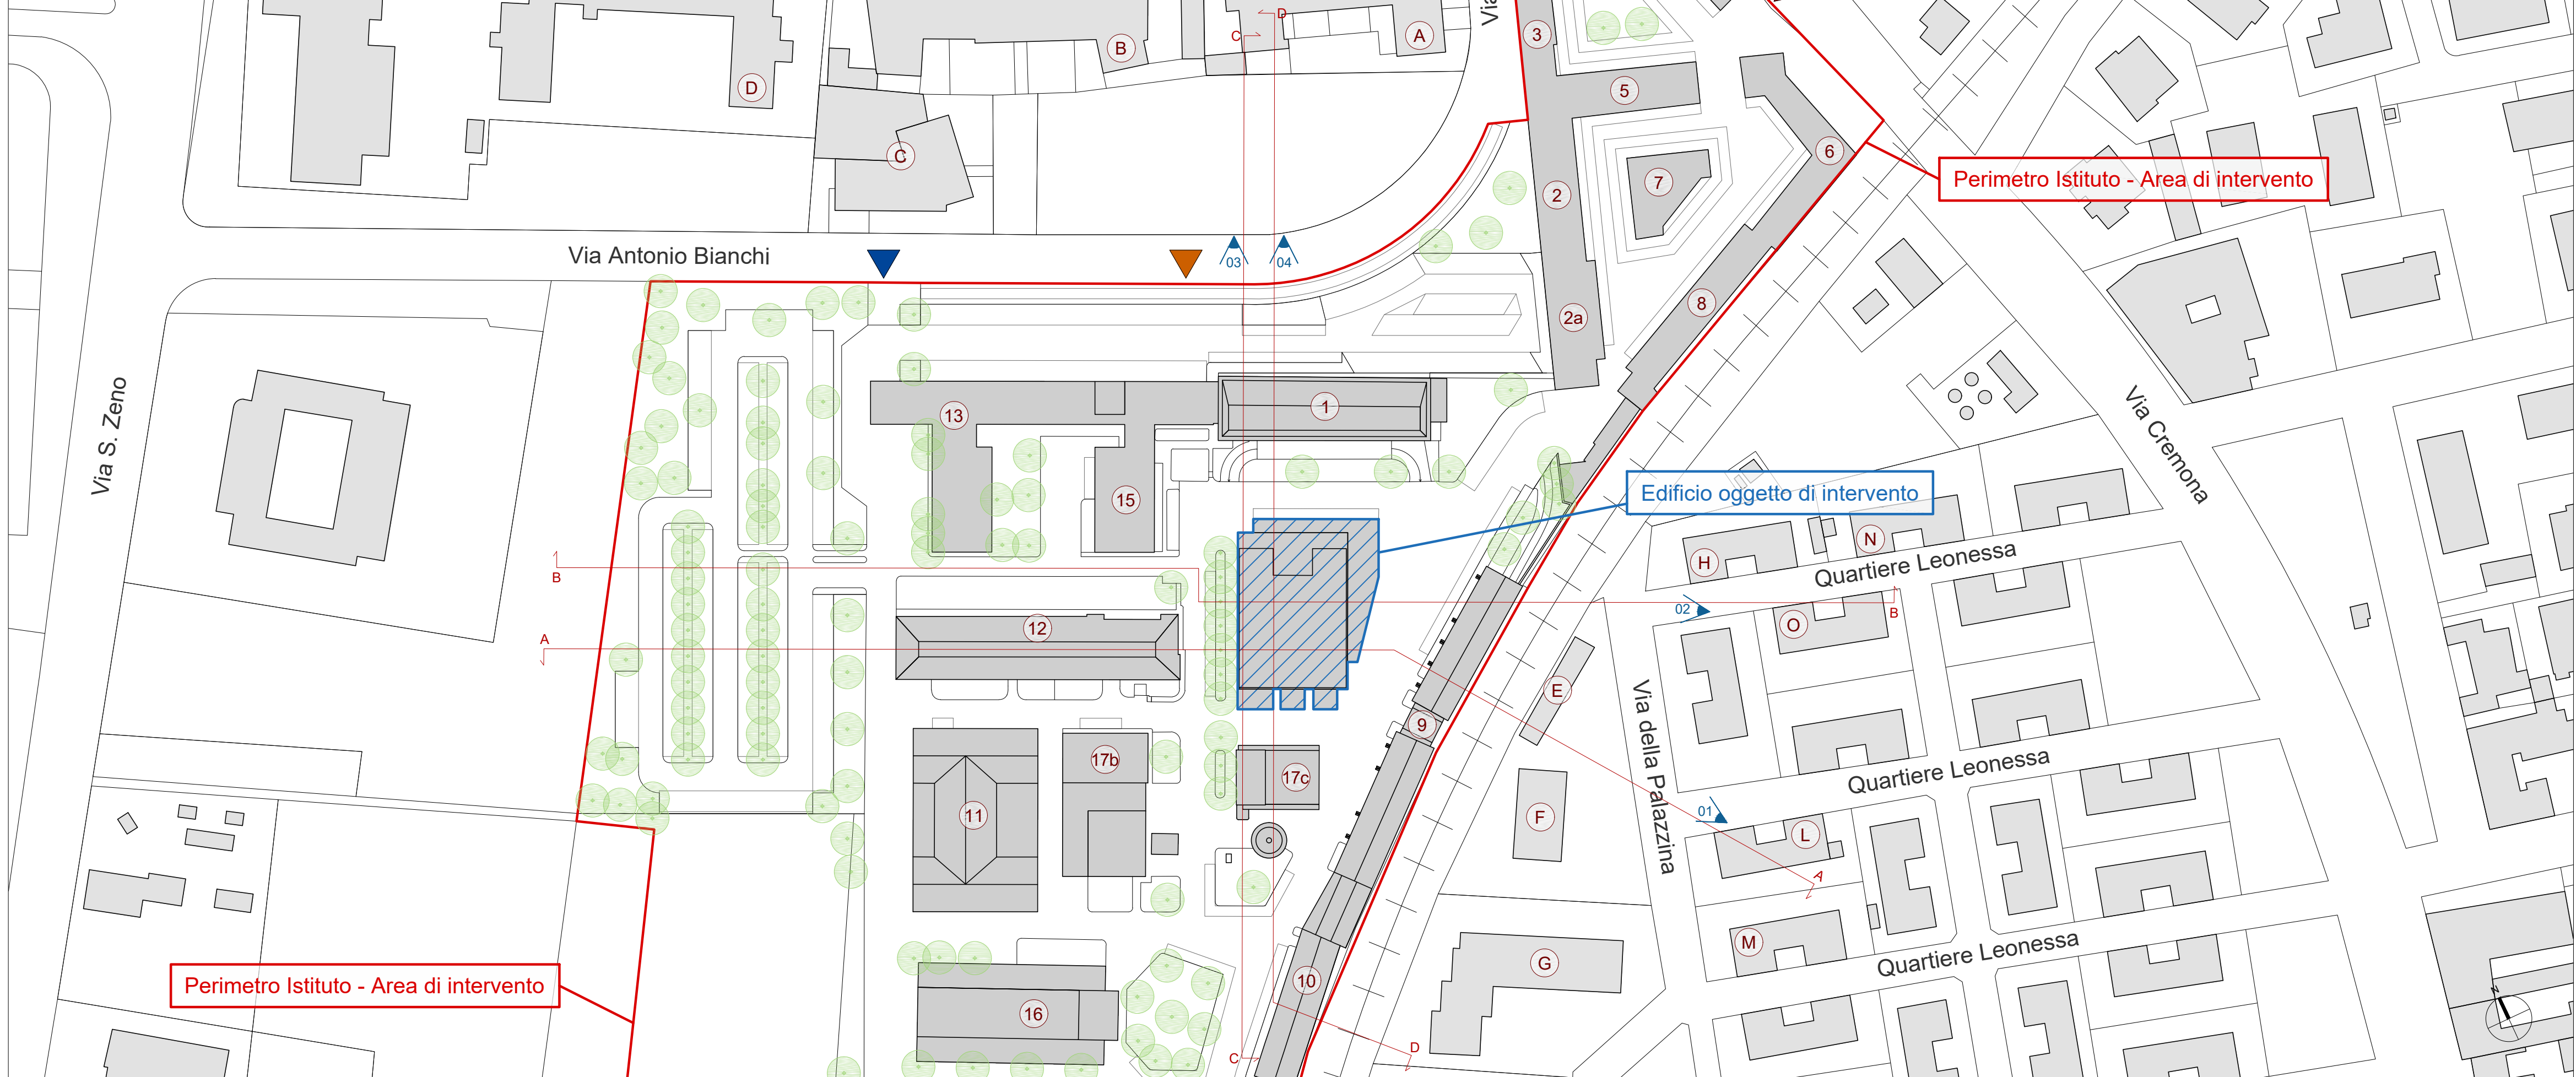 D
B
C
D
A
Via
3
5
C
2
7
6
Perimetro Istituto - Area di intervento
Via Antonio Bianchi
03
04
2a
8
Via S. Zeno
13
1
15
Via Cremona
Edificio oggetto di intervento
H
N
Quartiere Leonessa
B
02
B
12
O
A
E
Via della Palazzina
9
17b
17c
Quartiere Leonessa
11
F
01
L
A
M
Quartiere Leonessa
Perimetro Istituto - Area di intervento
G
10
16
C
D
N